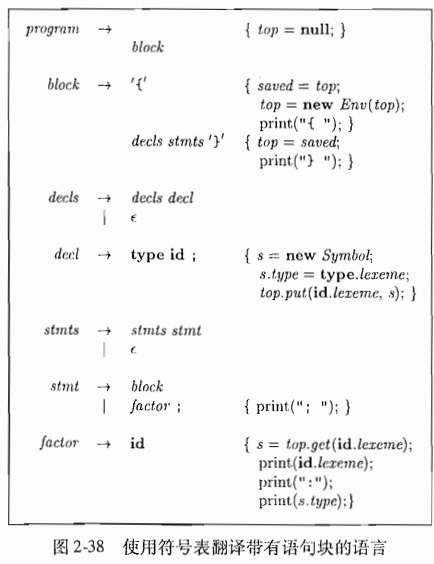 program → { top = null; }
block
block → '{' { saved = top;
top = new Env(top);
print("{ "); }
decls stmts '}' { top = saved;
print("} "); }
decls → decls decl
| ϵ
decl → type id ; { s = new Symbol;
s.type = type.lexeme;
top.put(id.lexeme, s); }
stmts → stmts stmt
| ϵ
stmt → block
| factor ; { print("; "); }
factor → id { s = top.get(id.lexeme);
print(id.lexeme);
print(":");
print(s.type);}
图 2-38 使用符号表翻译带有语句块的语言